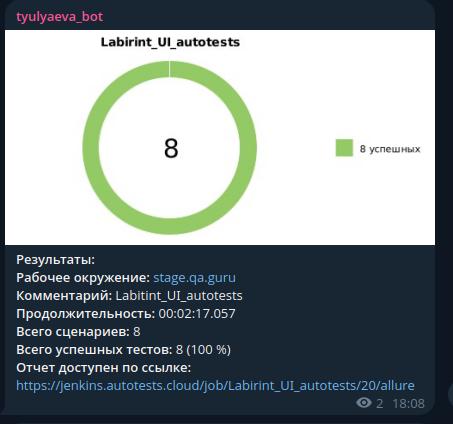 tyulyaeva_bot
Labirint_UI_autotests
8
8 успешных
Результаты:
Рабочее окружение: stage.qa.guru
Комментарий: Labitint_UI_autotests
Продолжительность: 00:02:17.057
Всего сценариев: 8
Всего успешных тестов: 8 (100 %)
Отчет доступен по ссылке:
https://jenkins.autotests.cloud/job/Labirint_UI_autotests/20/allure
2 18:08